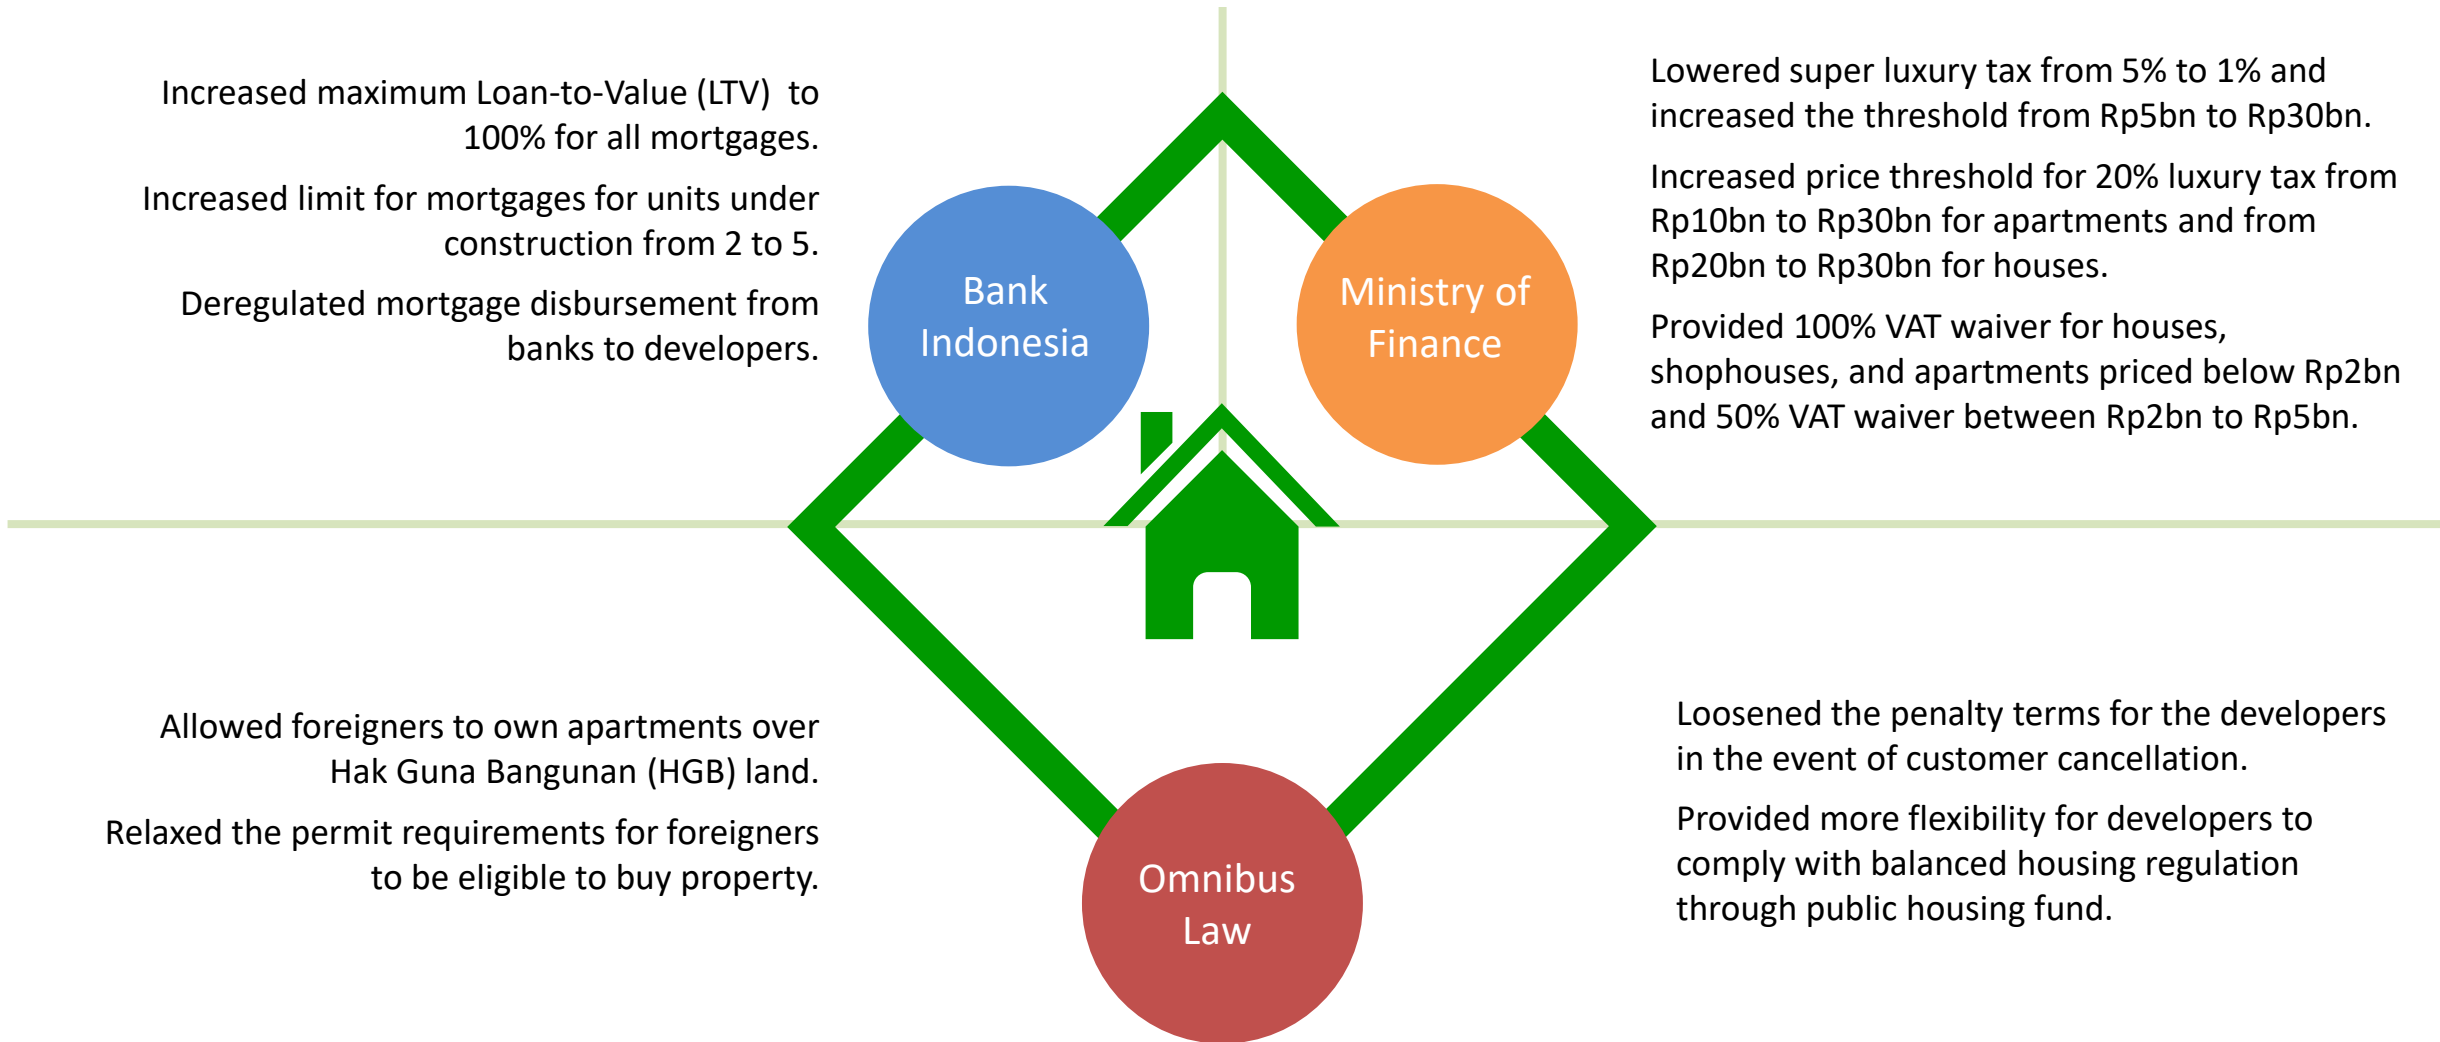 Increased maximum Loan-to-Value (LTV)  to
100% for all mortgages.
Increased limit for mortgages for units under
construction from 2 to 5.
Deregulated mortgage disbursement from
banks to developers.
Bank
Indonesia
Ministry of
Finance
Lowered super luxury tax from 5% to 1% and
increased the threshold from Rp5bn to Rp30bn.
Increased price threshold for 20% luxury tax from
Rp10bn to Rp30bn for apartments and from
Rp20bn to Rp30bn for houses.
Provided 100% VAT waiver for houses,
shophouses, and apartments priced below Rp2bn
and 50% VAT waiver between Rp2bn to Rp5bn.
Allowed foreigners to own apartments over
Hak Guna Bangunan (HGB) land.
Relaxed the permit requirements for foreigners
to be eligible to buy property.
Omnibus
Law
Loosened the penalty terms for the developers
in the event of customer cancellation.
Provided more flexibility for developers to
comply with balanced housing regulation
through public housing fund.